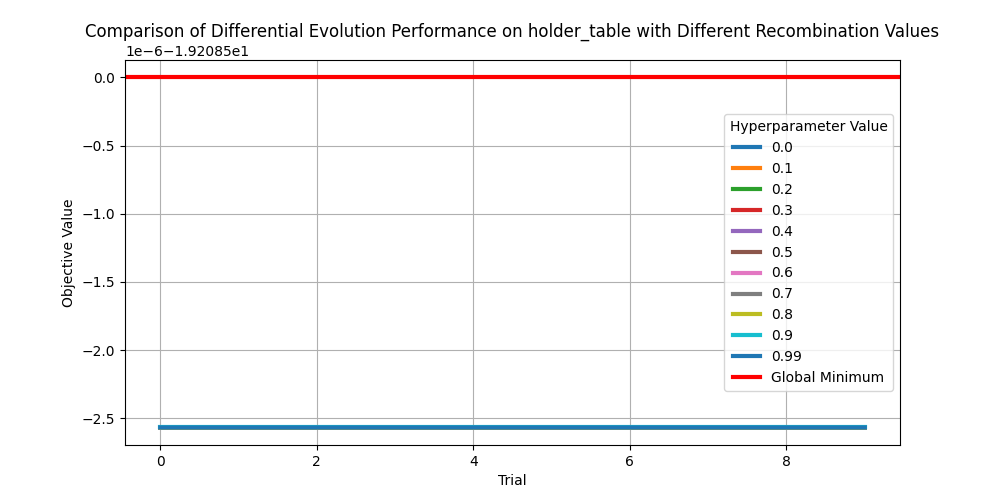 Comparison of Differential Evolution Performance on holder_table with Different Recombination Values
1e−6−1.92085e1
0.0
−0.5
−1.0
−1.5
−2.0
−2.5
Objective Value
0 2 4 6 8
Trial
Hyperparameter Value
0.0
0.1
0.2
0.3
0.4
0.5
0.6
0.7
0.8
0.9
0.99
Global Minimum